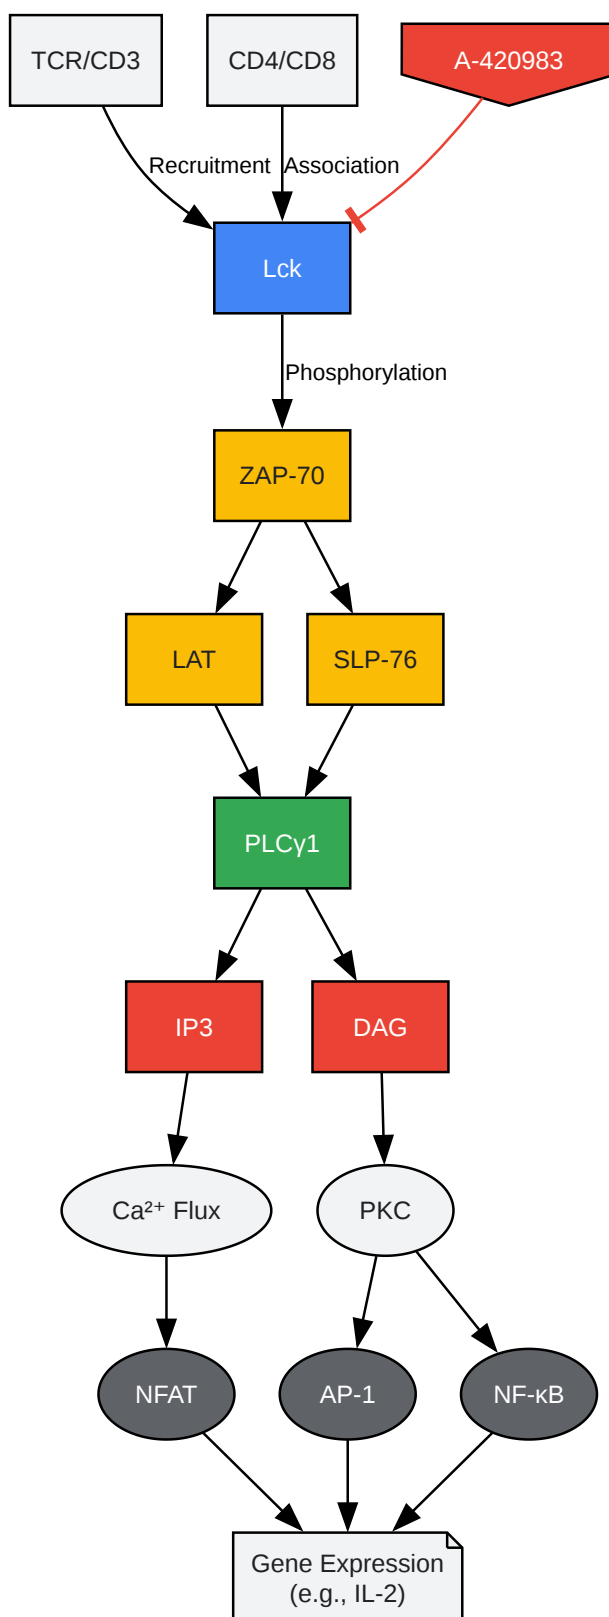 TCR/CD3
CD4/CD8
A-420983
Recruitment
Association
Lck
Phosphorylation
ZAP-70
LAT
SLP-76
PLCγ1
IP3
DAG
Ca²⁺ Flux
PKC
NFAT
AP-1
NF-κB
Gene Expression
(e.g., IL-2)